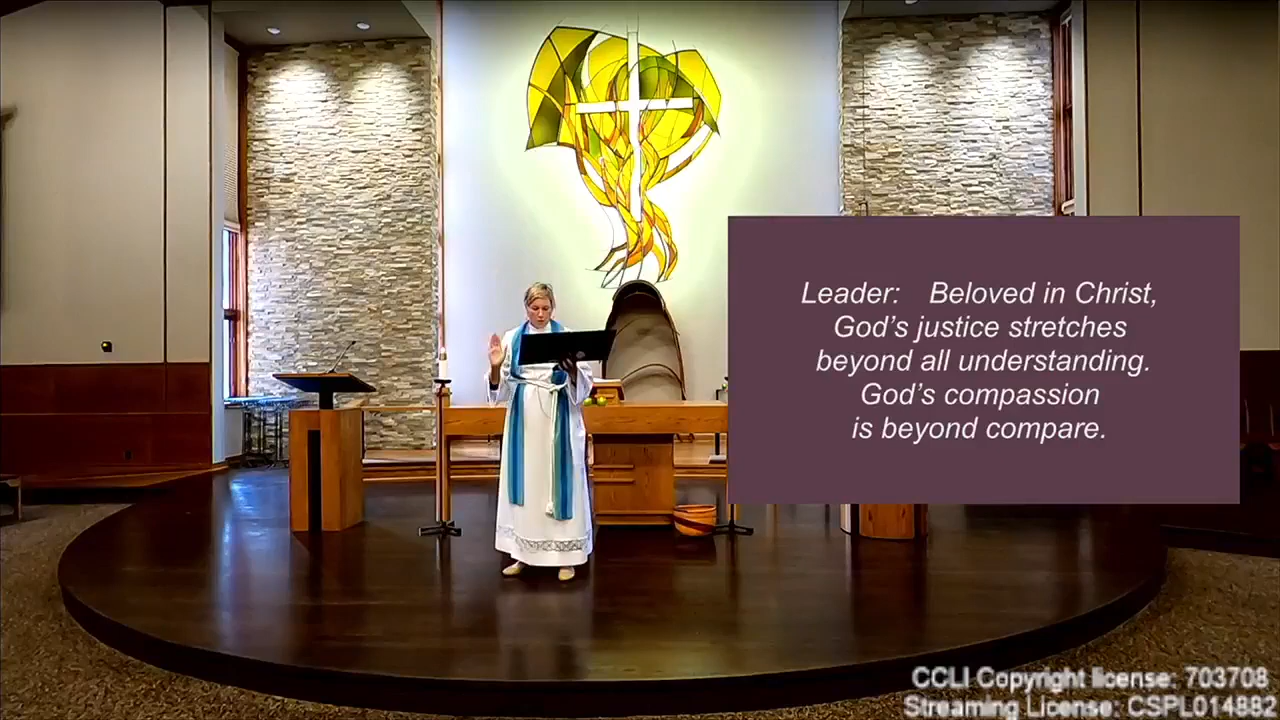 Leader: Beloved in Christ,
God’s justice stretches
beyond all understanding.
God’s compassion
is beyond compare.
CCLI Copyright license: 703708
Streaming License: CSPL014882